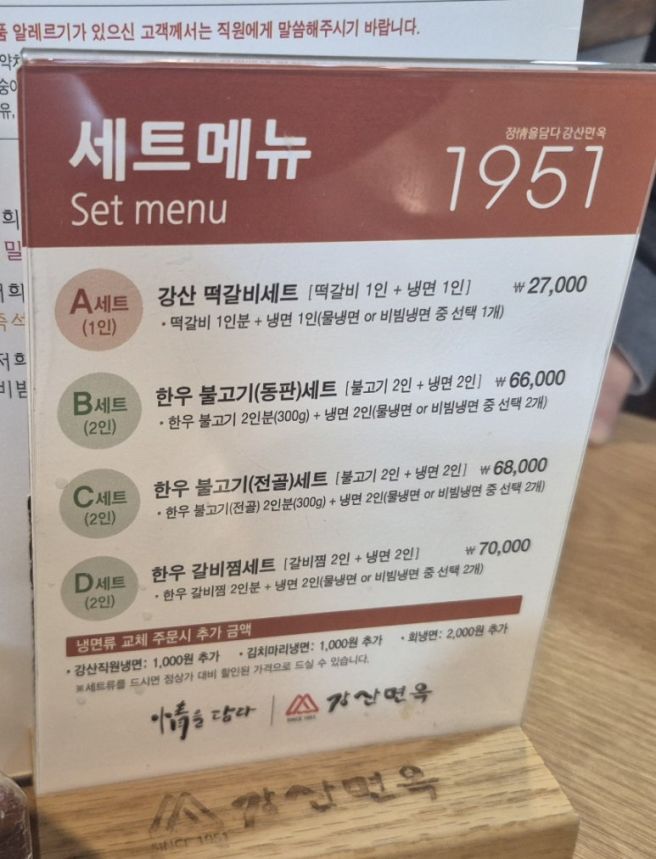 품 알레르기가 있으신 고객께서는 직원에게 말씀해주시기 바랍니다.
세트메뉴
Set menu
정情을담다 강산면옥
1951
A세트
(1인)
강산 떡갈비세트 [떡갈비 1인 + 냉면 1인] ₩27,000
• 떡갈비 1인분 + 냉면 1인(물냉면 or 비빔냉면 중 선택 1개)
B세트
(2인)
한우 불고기(동판)세트 [불고기 2인 + 냉면 2인] ₩66,000
• 한우 불고기 2인분(300g) + 냉면 2인(물냉면 or 비빔냉면 중 선택 2개)
C세트
(2인)
한우 불고기(전골)세트 [불고기 2인 + 냉면 2인] ₩68,000
• 한우 불고기(전골) 2인분(300g) + 냉면 2인(물냉면 or 비빔냉면 중 선택 2개)
D세트
(2인)
한우 갈비찜세트 [갈비찜 2인 + 냉면 2인] ₩70,000
• 한우 갈비찜 2인분 + 냉면 2인(물냉면 or 비빔냉면 중 선택 2개)
냉면류 교체 주문시 추가 금액
• 강산직원냉면: 1,000원 추가 • 김치마리냉면: 1,000원 추가 • 회냉면: 2,000원 추가
※세트류를 드시면 정상가 대비 할인된 가격으로 드실 수 있습니다.
情을 담다 강산면옥
SINCE 1951
강산면옥
SINCE 1951